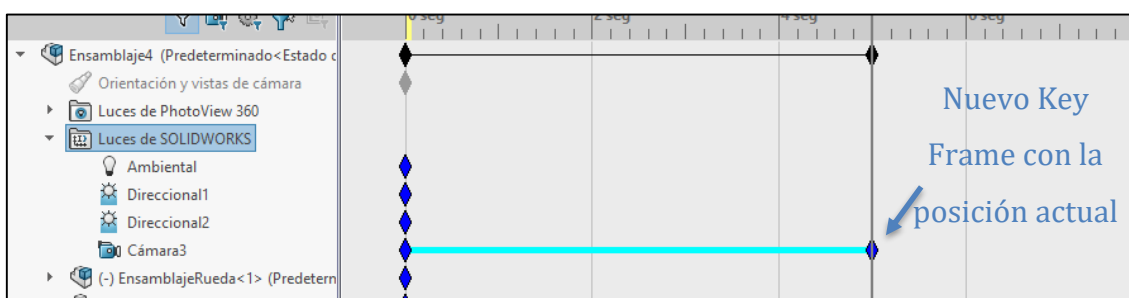 0 seg 2 seg 4 seg 6 seg
Ensamblaje4 (Predeterminado<Estado d
Orientación y vistas de cámara
Luces de PhotoView 360
Luces de SOLIDWORKS
Ambiental
Direccional1
Direccional2
Cámara3
(-) EnsamblajeRueda<1> (Predetern
Nuevo Key
Frame con la
posición actual